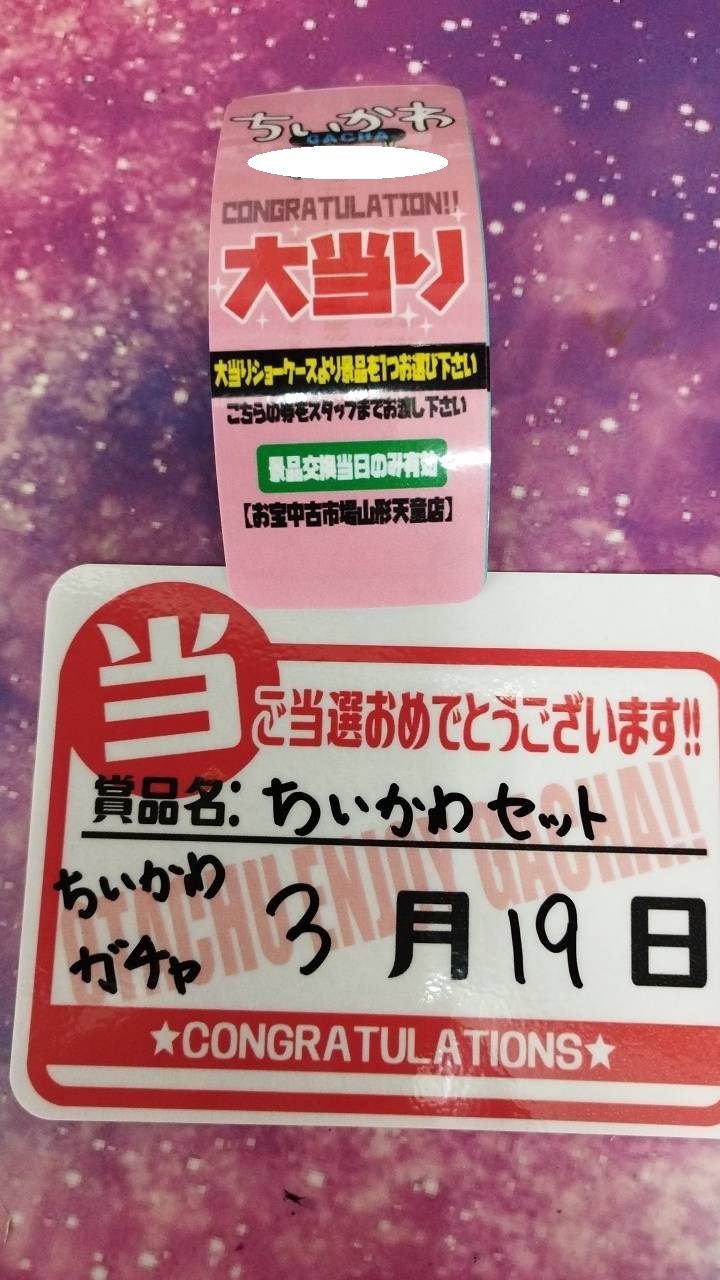 ちいかわ
GACHA
CONGRATULATION!!
大当り
大当りショーケースより景品を1つお選び下さい
こちらの券をスタッフまでお渡し下さい
景品交換当日のみ有効
【お宝中古市場山形天童店】
当
ご当選おめでとうございます!!
賞品名:ちいかわセット
ちいかわ
ガチャ
3月19日
OTACHU ENJOY GACHA!!
★CONGRATULATIONS★